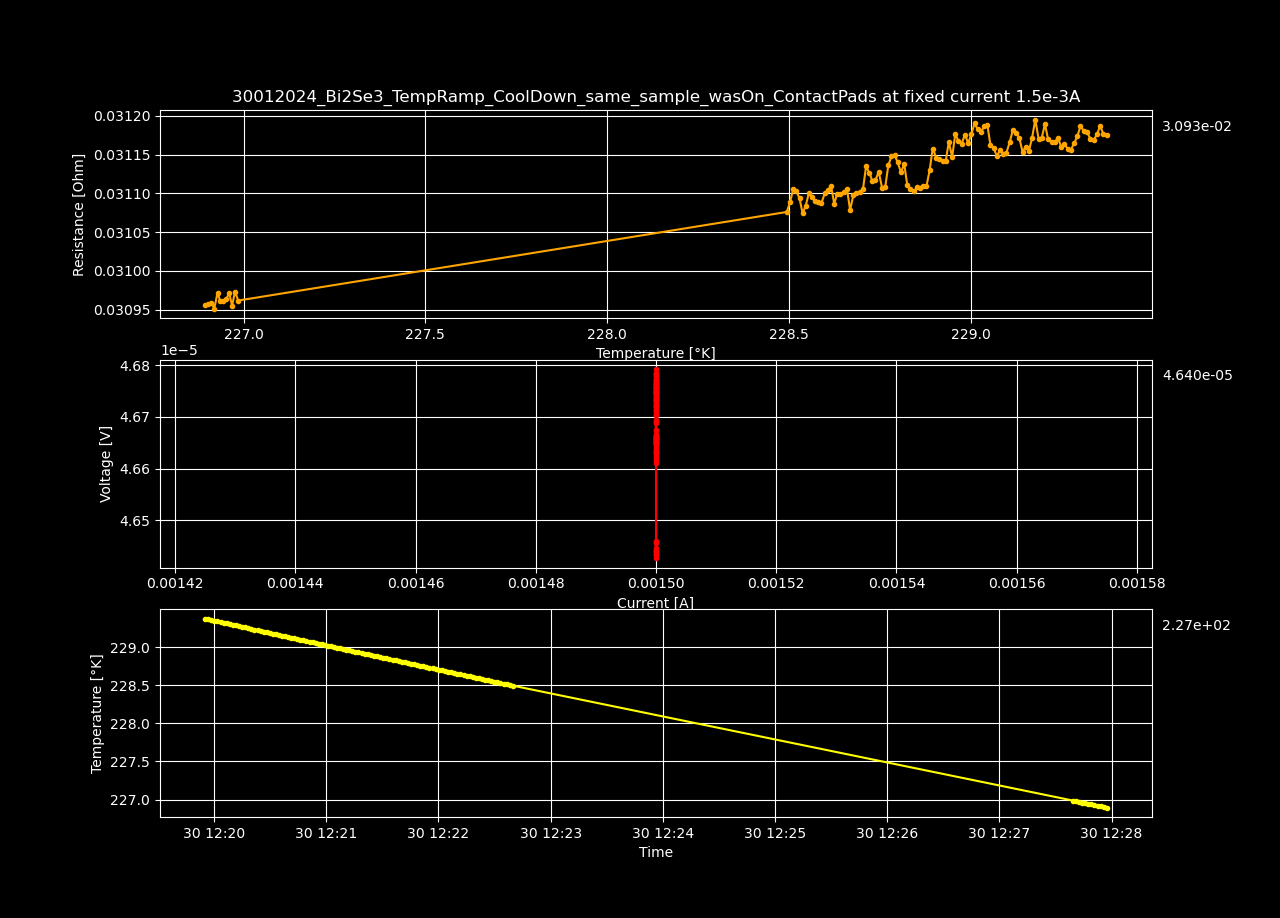 30012024_Bi2Se3_TempRamp_CoolDown_same_sample_wasOn_ContactPads at fixed current 1.5e-3A
3.093e-02
Resistance [Ohm]
0.03120
0.03115
0.03110
0.03105
0.03100
0.03095
227.0 227.5 228.0 228.5 229.0
Temperature [°K]
1e−5
4.640e-05
Voltage [V]
4.68
4.67
4.66
4.65
0.00142 0.00144 0.00146 0.00148 0.00150 0.00152 0.00154 0.00156 0.00158
Current [A]
2.27e+02
Temperature [°K]
229.0
228.5
228.0
227.5
227.0
30 12:20 30 12:21 30 12:22 30 12:23 30 12:24 30 12:25 30 12:26 30 12:27 30 12:28
Time